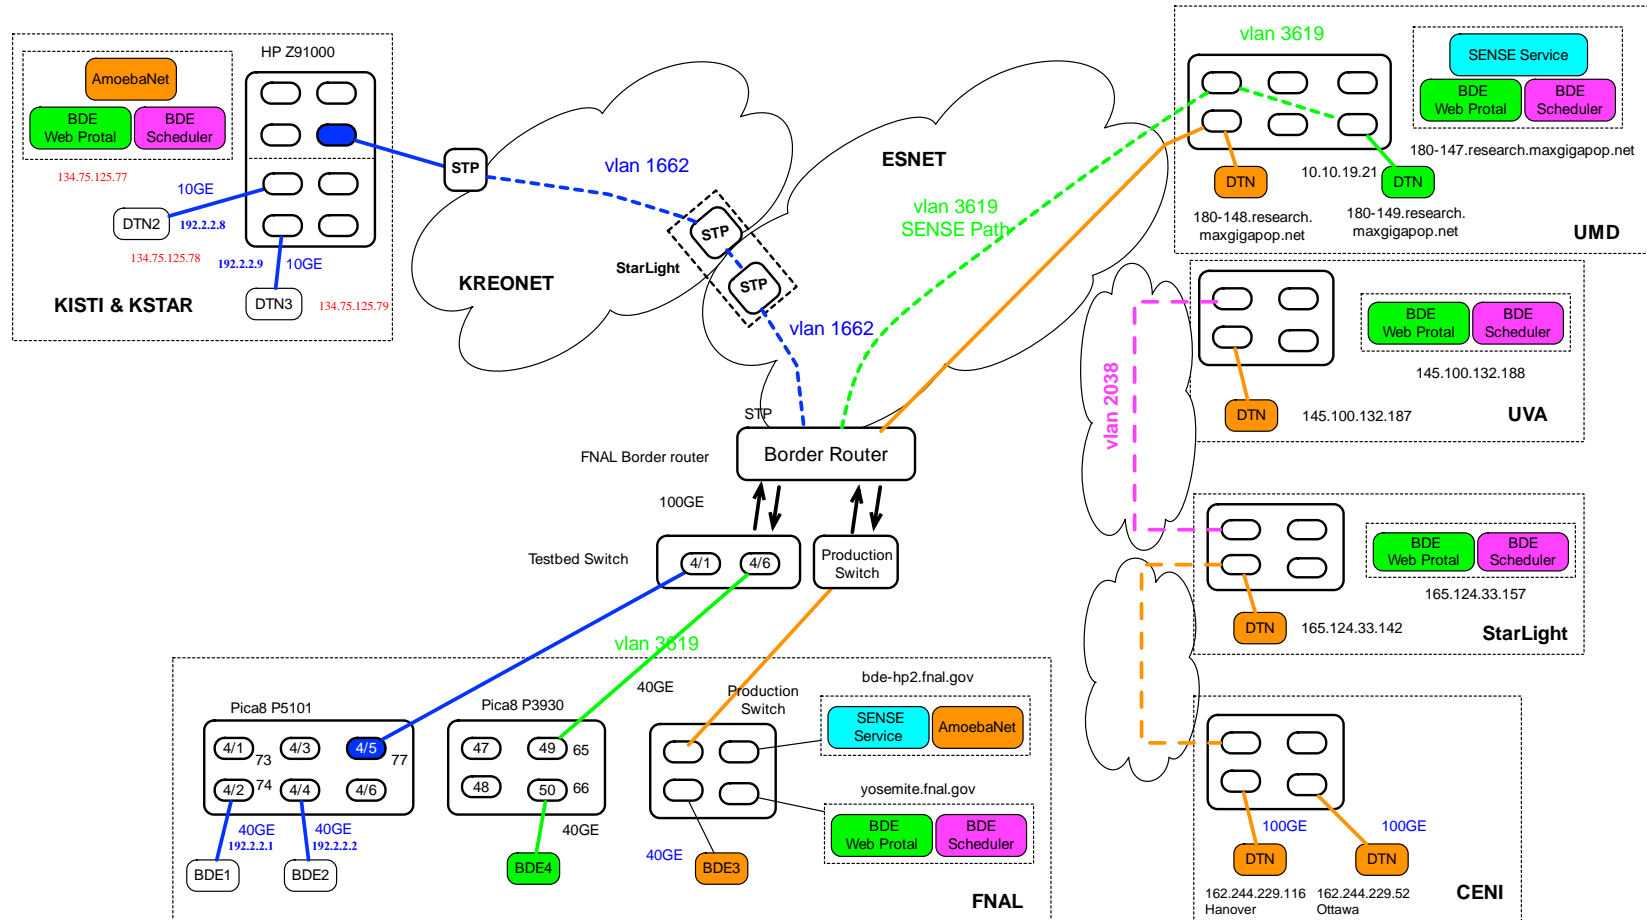 HP Z91000
AmoebaNet
BDE
Web Protal
BDE
Scheduler
134.75.125.77
10GE
DTN2
192.2.2.8
134.75.125.78
192.2.2.9
10GE
DTN3
134.75.125.79
KISTI & KSTAR
STP
vlan 1662
KREONET
STP
STP
StarLight
vlan 1662
ESNET
vlan 3619
SENSE Path
vlan 3619
SENSE Service
BDE
Web Protal
BDE
Scheduler
180-147.research.maxgigapop.net
10.10.19.21
DTN
DTN
180-148.research.
maxgigapop.net
180-149.research.
maxgigapop.net
UMD
vlan 2038
BDE
Web Protal
BDE
Scheduler
145.100.132.188
DTN
145.100.132.187
UVA
STP
FNAL Border router
Border Router
100GE
Testbed Switch
4/1
4/6
Production
Switch
BDE
Web Protal
BDE
Scheduler
165.124.33.157
DTN
165.124.33.142
StarLight
vlan 3619
40GE
Pica8 P5101
4/1
73
4/3
4/5
77
4/2
74
4/4
4/6
40GE
192.2.2.1
40GE
192.2.2.2
BDE1
BDE2
Pica8 P3930
47
49
65
48
50
66
40GE
BDE4
Production
Switch
40GE
BDE3
bde-hp2.fnal.gov
SENSE
Service
AmoebaNet
yosemite.fnal.gov
BDE
Web Protal
BDE
Scheduler
FNAL
100GE
100GE
DTN
DTN
162.244.229.116
Hanover
162.244.229.52
Ottawa
CENI